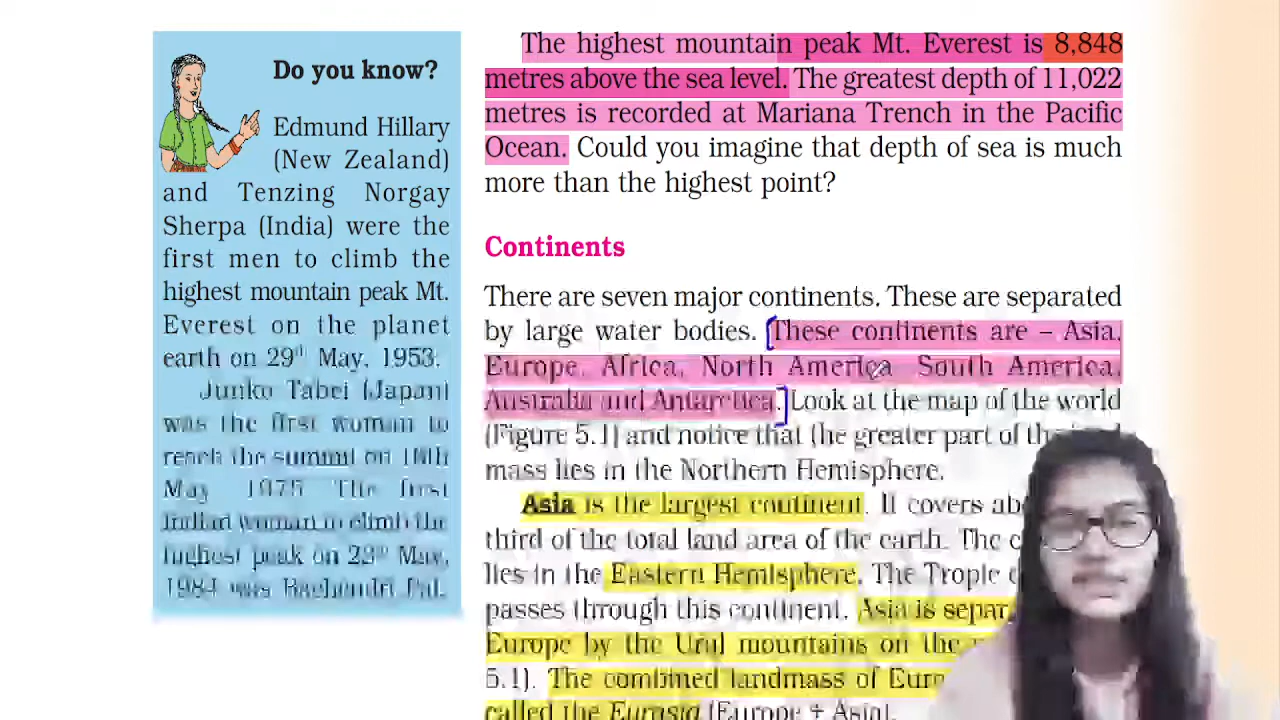 Do you know?
Edmund Hillary
(New Zealand)
and Tenzing Norgay
Sherpa (India) were the
first men to climb the
highest mountain peak Mt.
Everest on the planet
earth on 29th May, 1953.
Junko Tabei (Japan)
was the first woman to
reach the summit on 16th
May 1975 The first
Indian woman to climb the
highest peak on 23rd May,
1984 was Bachendri Pal.
The highest mountain peak Mt. Everest is 8,848
metres above the sea level. The greatest depth of 11,022
metres is recorded at Mariana Trench in the Pacific
Ocean. Could you imagine that depth of sea is much
more than the highest point?
Continents
There are seven major continents. These are separated
by large water bodies. These continents are – Asia,
Europe, Africa, North America South America,
Australia and Antarctica. Look at the map of the world
(Figure 5.1) and notice that the greater part of the
mass lies in the Northern Hemisphere.
Asia is the largest continent. It covers
third of the total land area of the earth. The
lies in the Eastern Hemisphere. The Tropic
passes through this continent. Asia is
Europe by the Ural mountains on the
5.1). The combined landmass of
called the Eurasia (Europe + Asia).